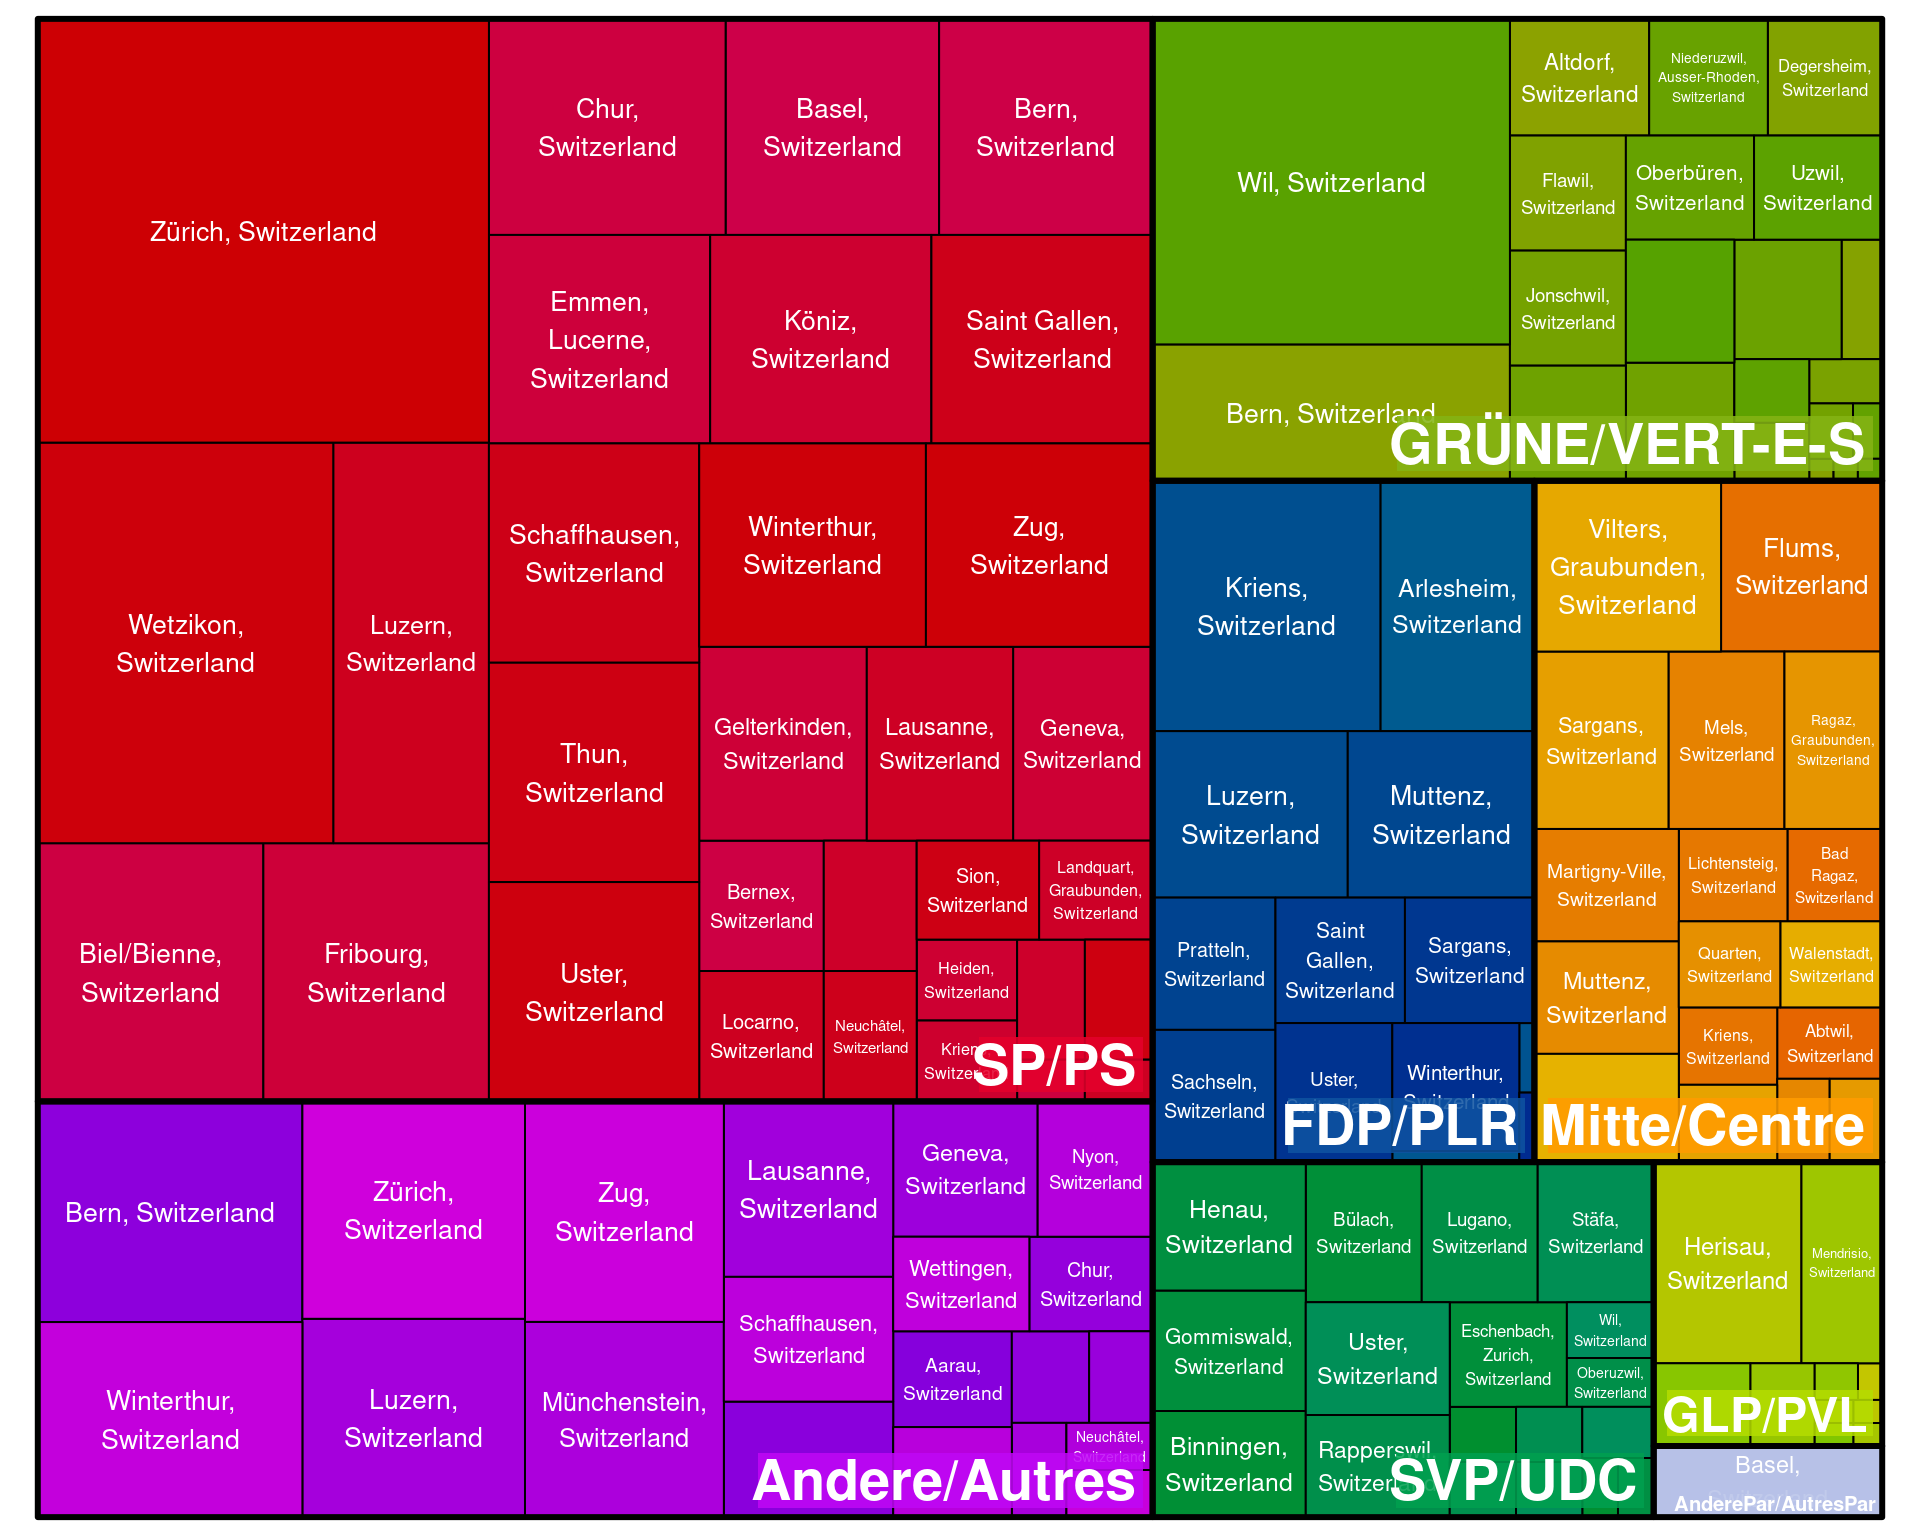 Zürich, Switzerland
Chur,
Switzerland
Basel,
Switzerland
Bern,
Switzerland
Emmen,
Lucerne,
Switzerland
Köniz,
Switzerland
Saint Gallen,
Switzerland
Wetzikon,
Switzerland
Luzern,
Switzerland
Schaffhausen,
Switzerland
Winterthur,
Switzerland
Zug,
Switzerland
Thun,
Switzerland
Gelterkinden,
Switzerland
Lausanne,
Switzerland
Geneva,
Switzerland
Biel/Bienne,
Switzerland
Fribourg,
Switzerland
Uster,
Switzerland
Bernex,
Switzerland
Sion,
Switzerland
Landquart,
Graubunden,
Switzerland
Locarno,
Switzerland
Neuchâtel,
Switzerland
Heiden,
Switzerland
SP/PS
Wil, Switzerland
Altdorf,
Switzerland
Niederuzwil,
Ausser-Rhoden,
Switzerland
Degersheim,
Switzerland
Flawil,
Switzerland
Oberbüren,
Switzerland
Uzwil,
Switzerland
Jonschwil,
Switzerland
Bern, Switzerland
GRÜNE/VERT-E-S
Kriens,
Switzerland
Arlesheim,
Switzerland
Luzern,
Switzerland
Muttenz,
Switzerland
Pratteln,
Switzerland
Saint
Gallen,
Switzerland
Sargans,
Switzerland
Sachseln,
Switzerland
Uster,
Winterthur,
Switzerland
FDP/PLR
Vilters,
Graubunden,
Switzerland
Flums,
Switzerland
Sargans,
Switzerland
Mels,
Switzerland
Ragaz,
Graubunden,
Switzerland
Martigny-Ville,
Switzerland
Lichtensteig,
Switzerland
Bad
Ragaz,
Switzerland
Muttenz,
Switzerland
Quarten,
Switzerland
Walenstadt,
Switzerland
Kriens,
Switzerland
Abtwil,
Switzerland
Mitte/Centre
Bern, Switzerland
Zürich,
Switzerland
Zug,
Switzerland
Lausanne,
Switzerland
Geneva,
Switzerland
Nyon,
Switzerland
Wettingen,
Switzerland
Chur,
Switzerland
Winterthur,
Switzerland
Luzern,
Switzerland
Münchenstein,
Switzerland
Schaffhausen,
Switzerland
Aarau,
Switzerland
Neuchâtel,
Switzerland
Andere/Autres
Henau,
Switzerland
Bülach,
Switzerland
Lugano,
Switzerland
Stäfa,
Switzerland
Gommiswald,
Switzerland
Uster,
Switzerland
Eschenbach,
Zurich,
Switzerland
Wil,
Switzerland
Oberuzwil,
Switzerland
Binningen,
Switzerland
Rapperswil,
SVP/UDC
Herisau,
Switzerland
Mendrisio,
Switzerland
GLP/PVL
Basel,
AnderePar/AutresPar